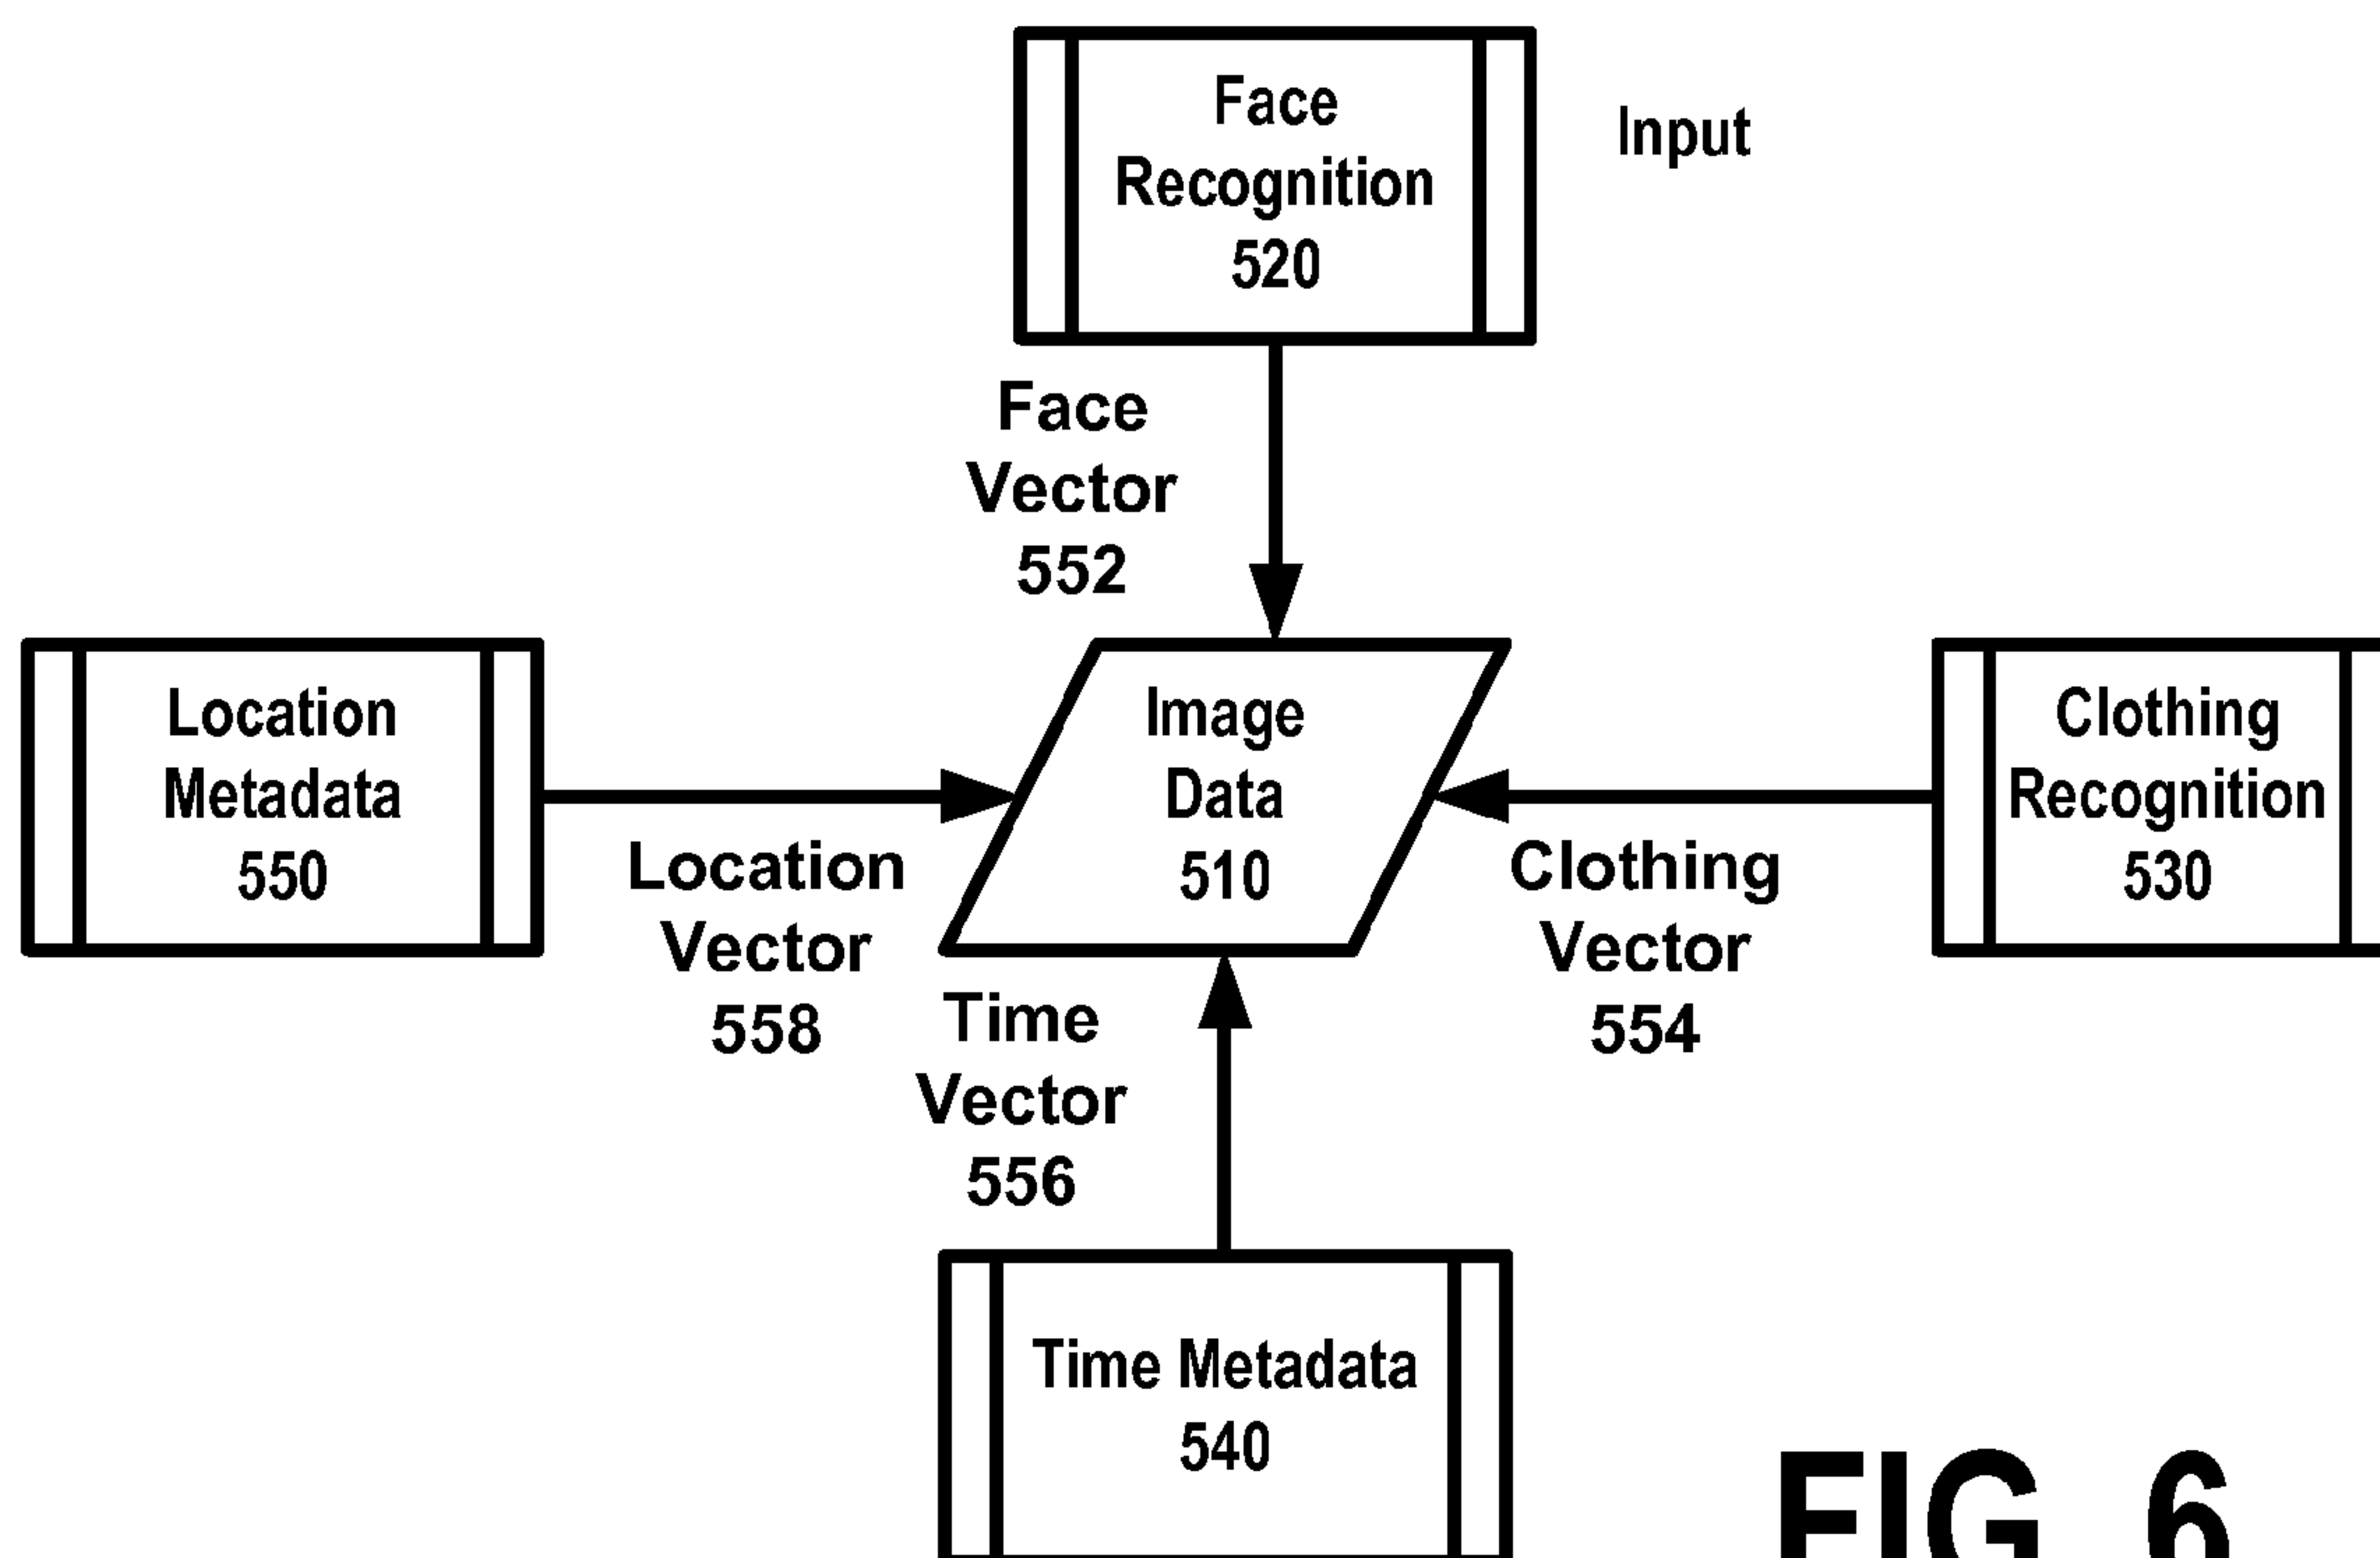 Face
Recognition
520
Input
Face
Vector
552
Location
Metadata
550
Image
Data
510
Clothing
Recognition
530
Location
Vector
558
Clothing
Vector
554
Time
Vector
556
Time Metadata
540
FIG. 6